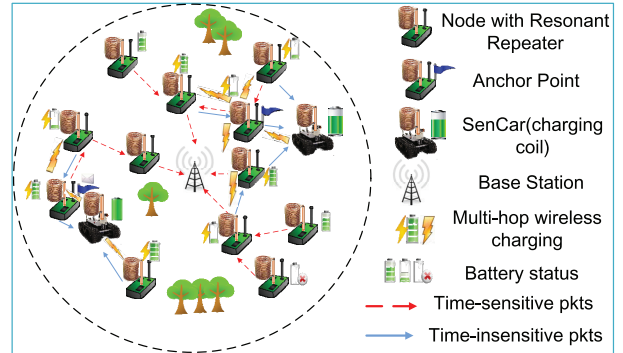 Node with Resonant
Repeater
Anchor Point
SenCar(charging
coil)
Base Station
Multi-hop wireless
charging
Battery status
Time-sensitive pkts
Time-insensitive pkts